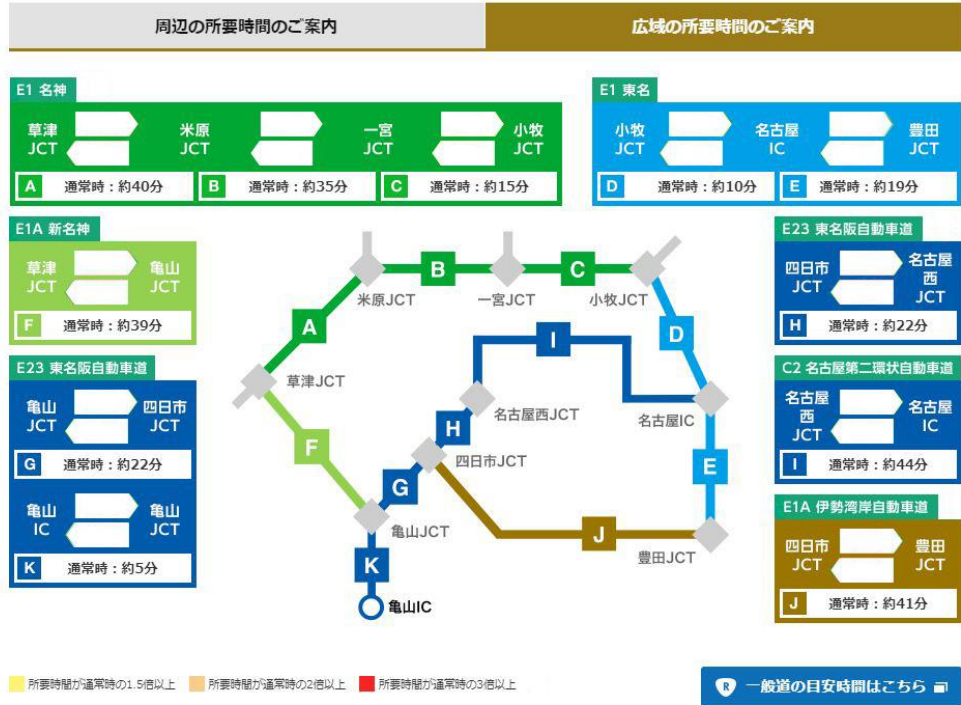 周辺の所要時間のご案内
広域の所要時間のご案内
E1 名神
草津
JCT
米原
JCT
一宮
JCT
小牧
JCT
A 通常時：約40分
B 通常時：約35分
C 通常時：約15分
E1 東名
小牧
JCT
名古屋
IC
豊田
JCT
D 通常時：約10分
E 通常時：約19分
E1A 新名神
草津
JCT
亀山
JCT
F 通常時：約39分
E23 東名阪自動車道
亀山
JCT
四日市
JCT
G 通常時：約22分
亀山
IC
亀山
JCT
K 通常時：約5分
米原JCT
B
一宮JCT
C
小牧JCT
A
D
I
草津JCT
名古屋西JCT
名古屋IC
H
F
四日市JCT
E
G
亀山JCT
J
豊田JCT
K
亀山IC
E23 東名阪自動車道
四日市
JCT
名古屋
西
JCT
H 通常時：約22分
C2 名古屋第二環状自動車道
名古屋
西
JCT
名古屋
IC
I 通常時：約44分
E1A 伊勢湾岸自動車道
四日市
JCT
豊田
JCT
J 通常時：約41分
所要時間が通常時の1.5倍以上
所要時間が通常時の2倍以上
所要時間が通常時の3倍以上
R 一般道の目安時間はこちら